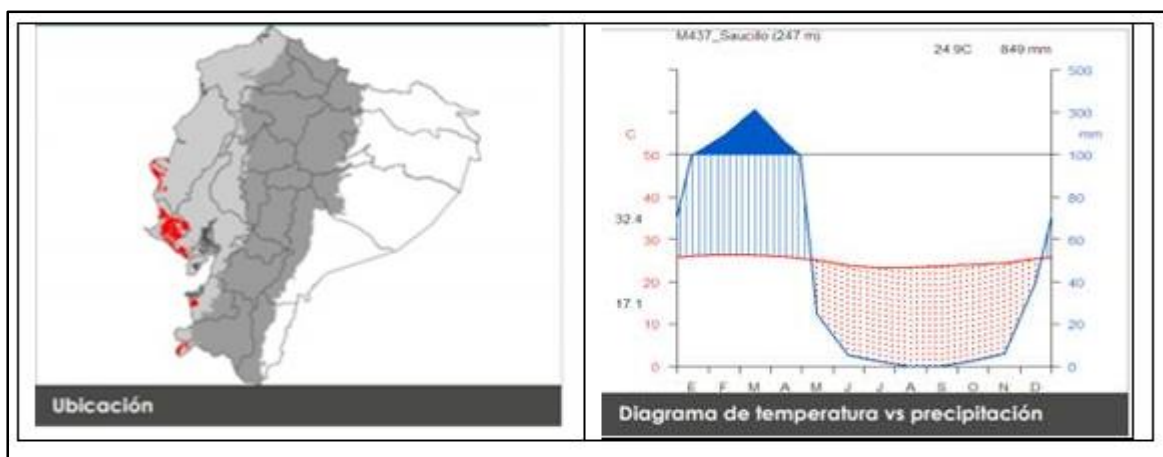 Ubicación
M437_Saucillo (247 m)
24.9C 849 mm
C
mm
50
40
32.4
30
20
17.1
10
0
500
300
100
80
60
40
20
0
E F M A M J J A S O N D
Diagrama de temperatura vs precipitación